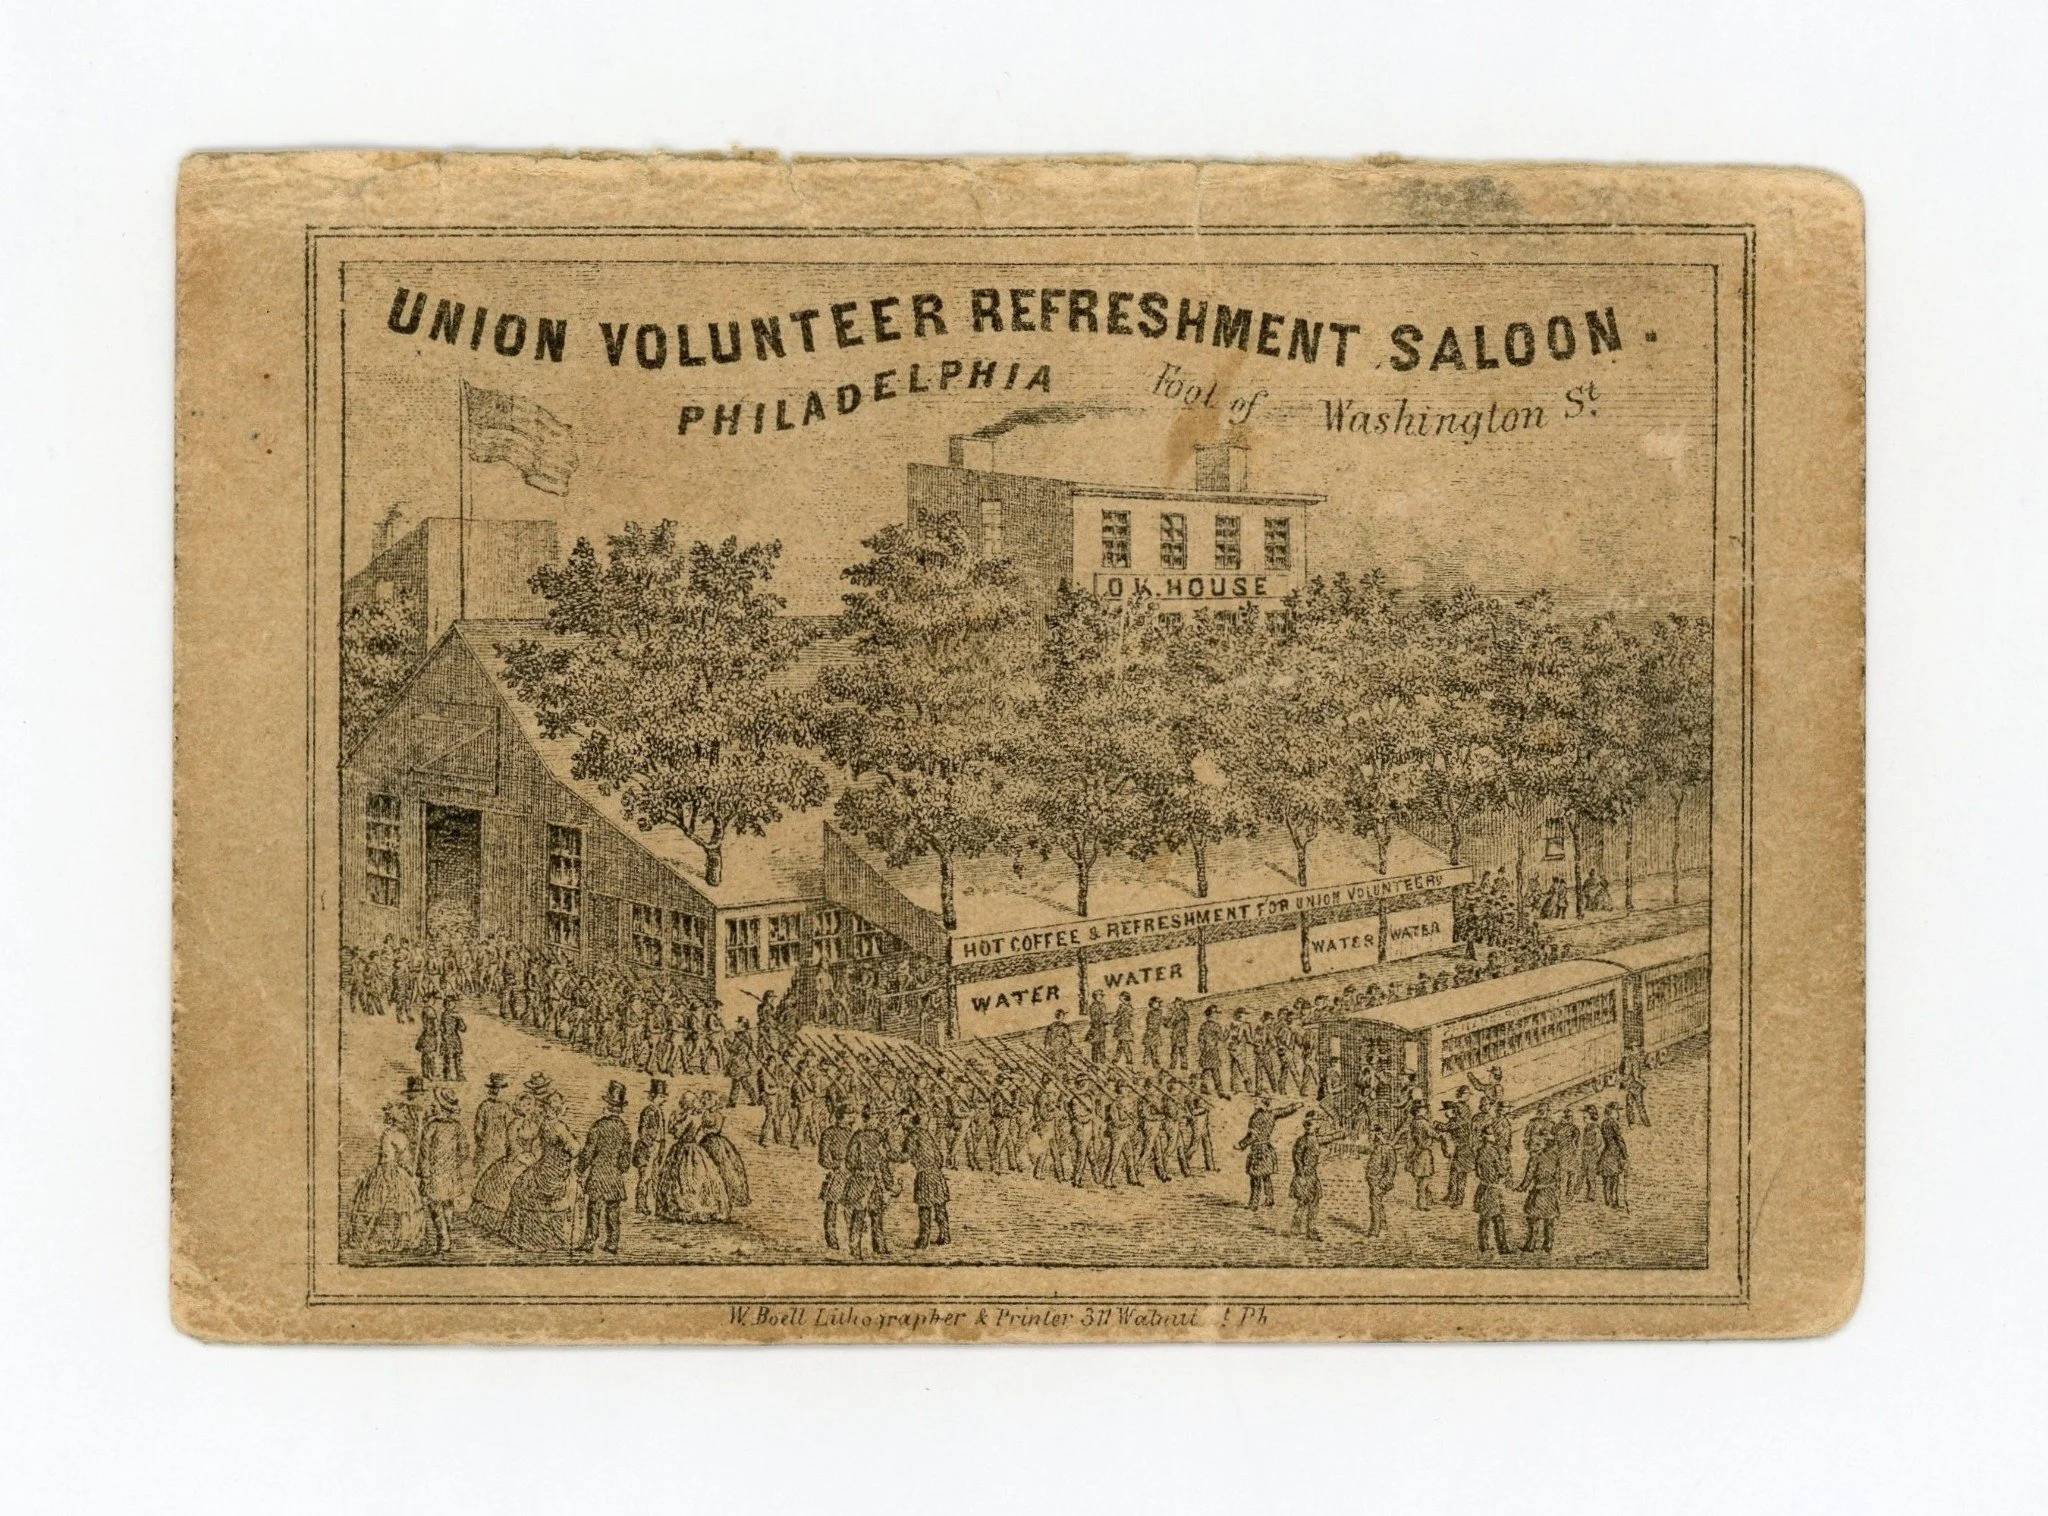 UNION VOLUNTEER REFRESHMENT SALOON.
PHILADELPHIA Foot of Washington St.
O.K. HOUSE
HOT COFFEE & REFRESHMENT FOR UNION VOLUNTEERS
WATER WATER WATER WATER
W. Boell Lithographer & Printer 311 Walnut t Ph